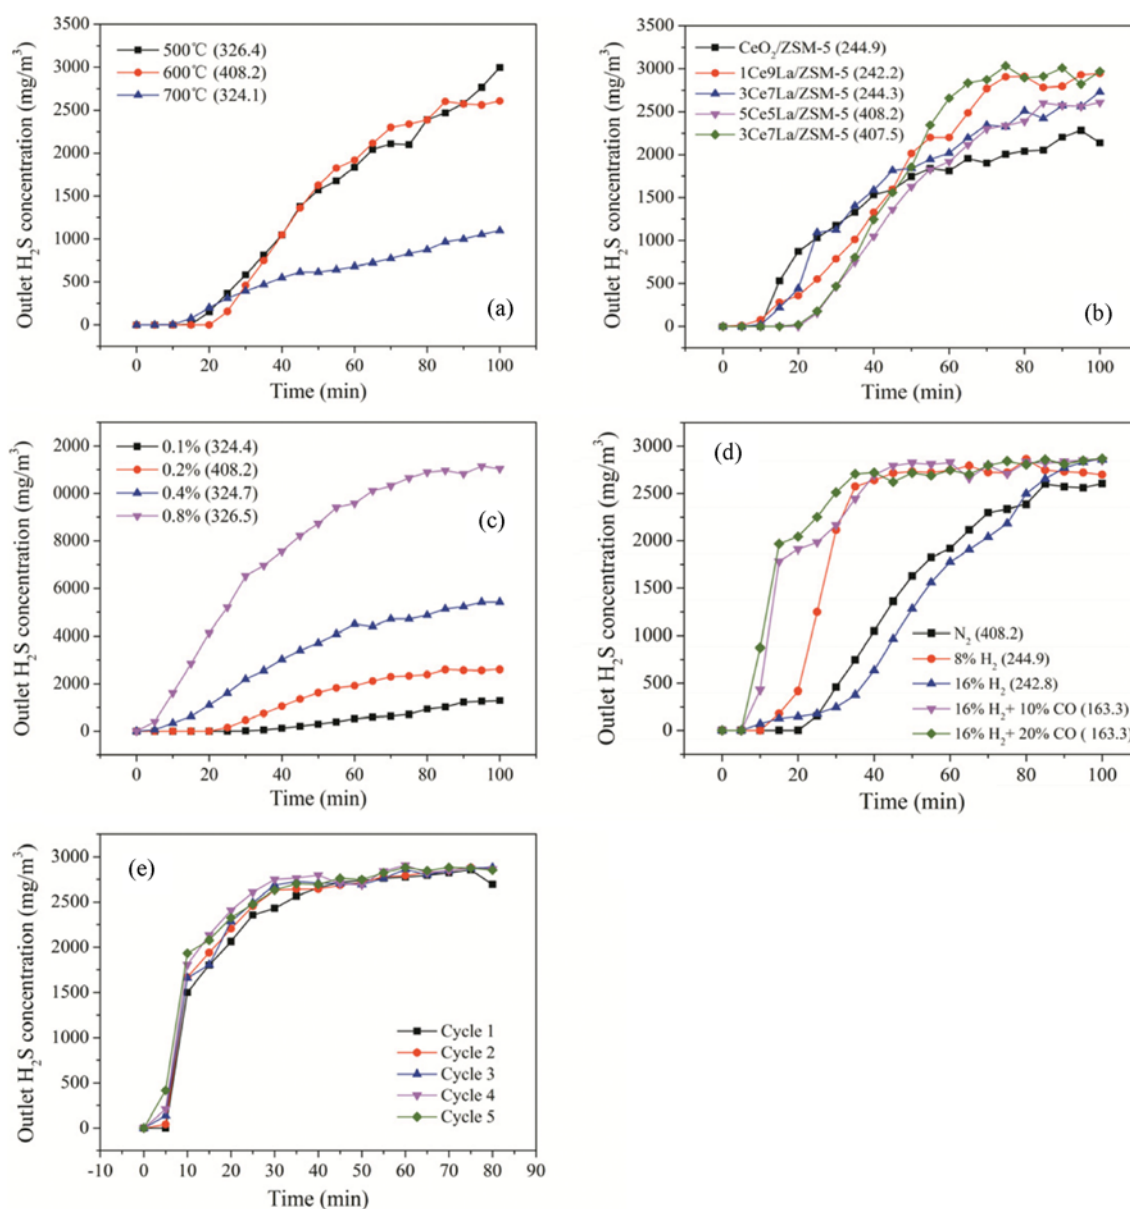 3500
3000
2500
2000
1500
1000
500
0
Outlet H₂S concentration (mg/m³)
500℃ (326.4)
600℃ (408.2)
700℃ (324.1)
(a)
0 20 40 60 80 100
Time (min)
3500
3000
2500
2000
1500
1000
500
0
Outlet H₂S concentration (mg/m³)
CeO₂/ZSM-5 (244.9)
1Ce9La/ZSM-5 (242.2)
3Ce7La/ZSM-5 (244.3)
5Ce5La/ZSM-5 (408.2)
3Ce7La/ZSM-5 (407.5)
(b)
0 20 40 60 80 100
Time (min)
2000
0000
8000
6000
4000
2000
0
Outlet H₂S concentration (mg/m³)
0.1% (324.4)
0.2% (408.2)
0.4% (324.7)
0.8% (326.5)
(c)
0 20 40 60 80 100
Time (min)
3000
2500
2000
1500
1000
500
0
Outlet H₂S concentration (mg/m³)
(d)
N₂ (408.2)
8% H₂ (244.9)
16% H₂ (242.8)
16% H₂+ 10% CO (163.3)
16% H₂+ 20% CO ( 163.3)
0 20 40 60 80 100
Time (min)
3000
2500
2000
1500
1000
500
0
Outlet H₂S concentration (mg/m³)
(e)
Cycle 1
Cycle 2
Cycle 3
Cycle 4
Cycle 5
-10 0 10 20 30 40 50 60 70 80 90
Time (min)